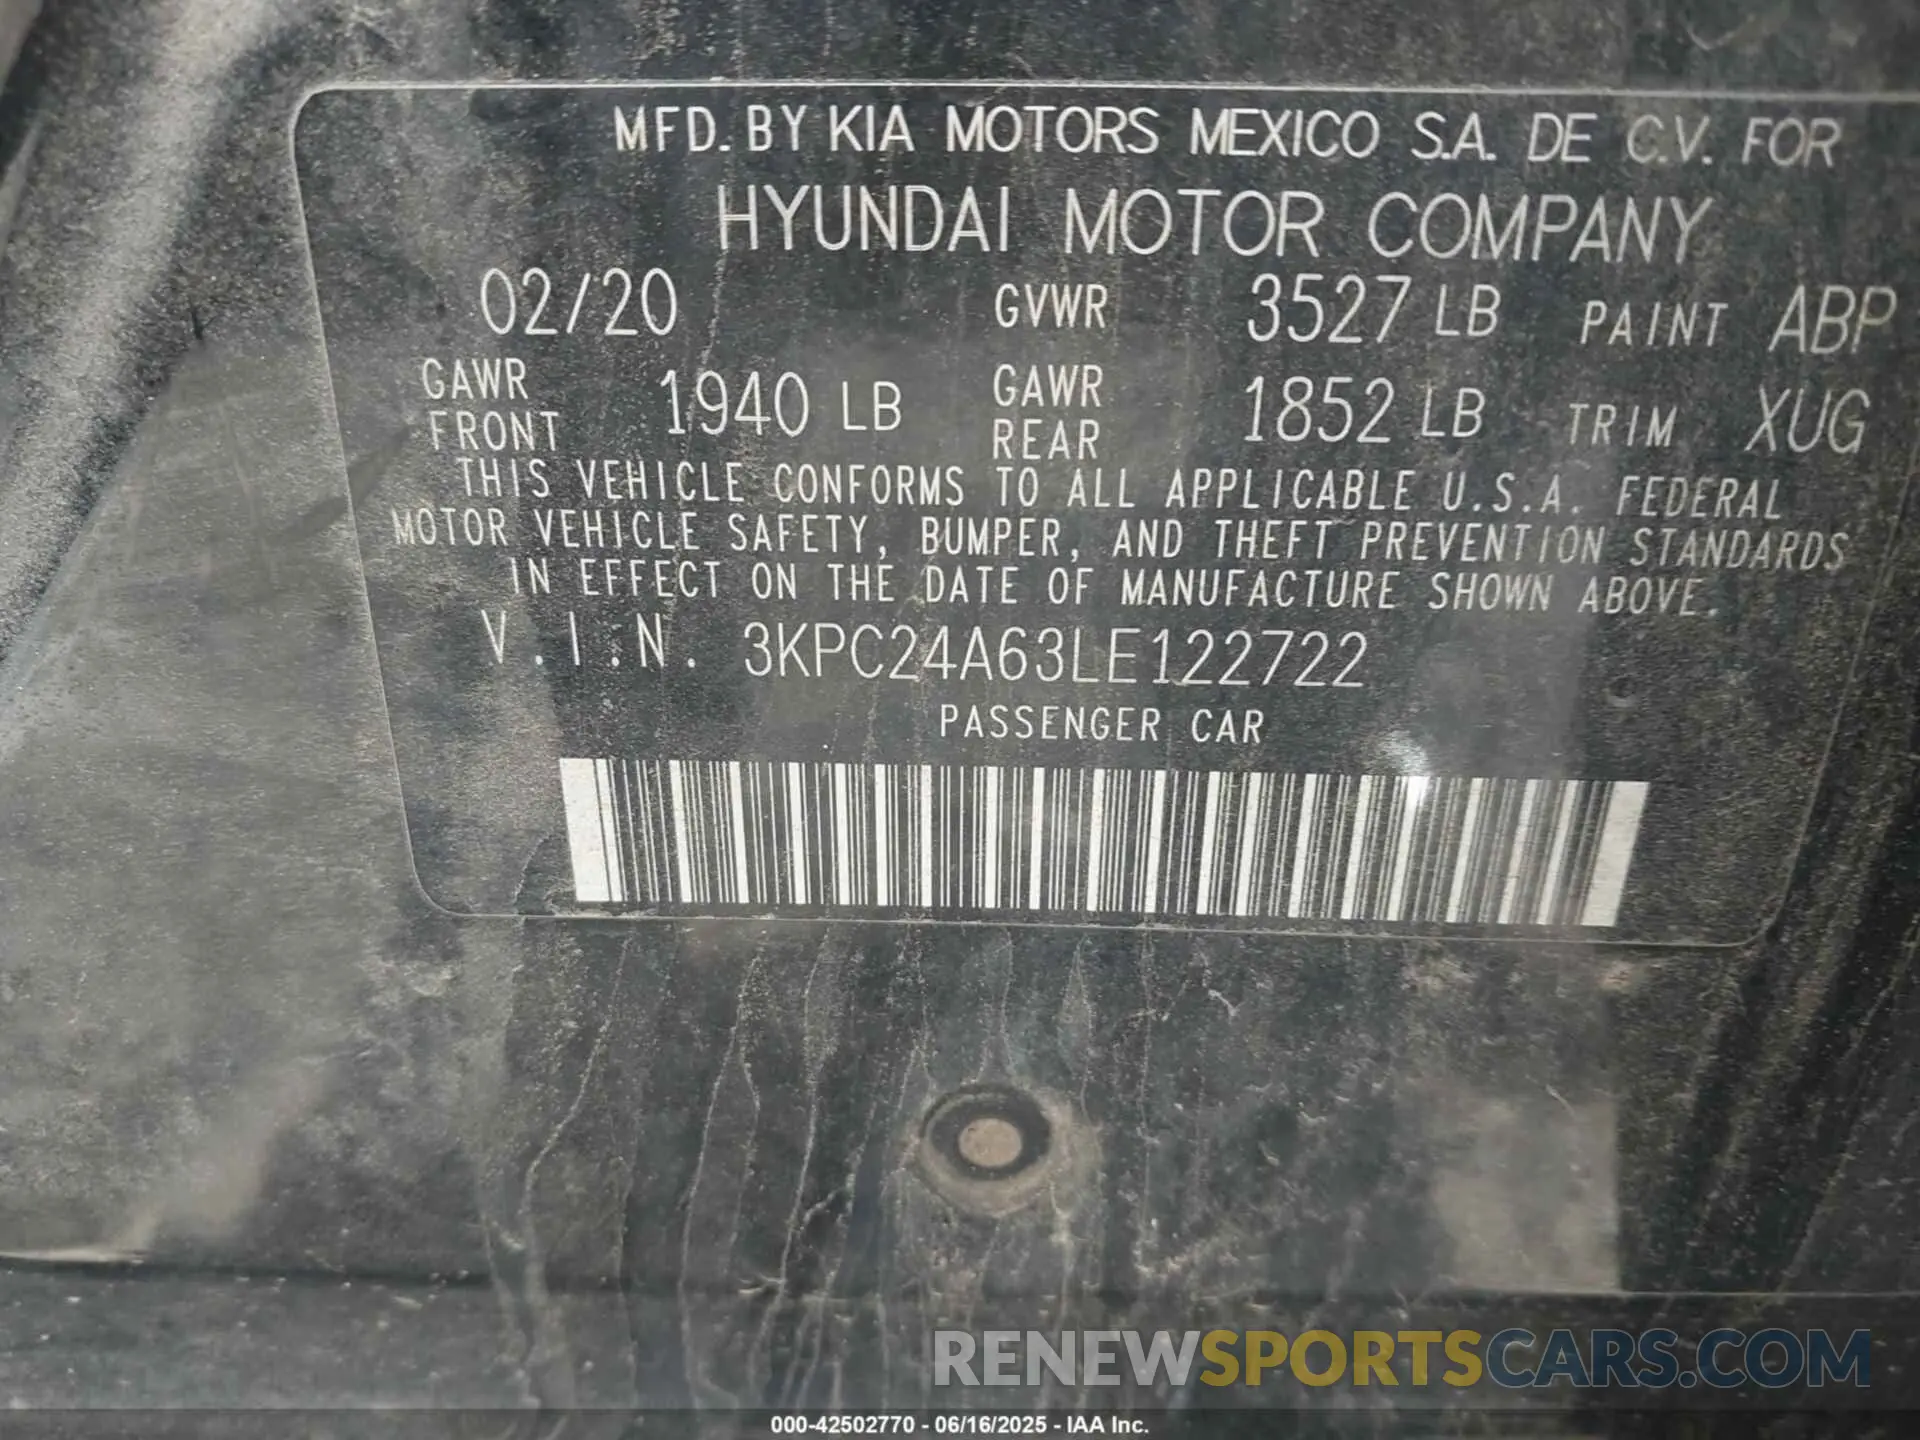 MFD. BY KIA MOTORS MEXICO S.A. DE C.V. FOR
HYUNDAI MOTOR COMPANY
02/20 GVWR 3527 LB PAINT ABP
GAWR FRONT 1940 LB GAWR REAR 1852 LB TRIM XUG
THIS VEHICLE CONFORMS TO ALL APPLICABLE U.S.A. FEDERAL
MOTOR VEHICLE SAFETY, BUMPER, AND THEFT PREVENTION STANDARDS
IN EFFECT ON THE DATE OF MANUFACTURE SHOWN ABOVE.
V.I.N. 3KPC24A63LE122722
PASSENGER CAR
RENEWSPORTSCARS.COM
000-42502770 - 06/16/2025 - IAA Inc.